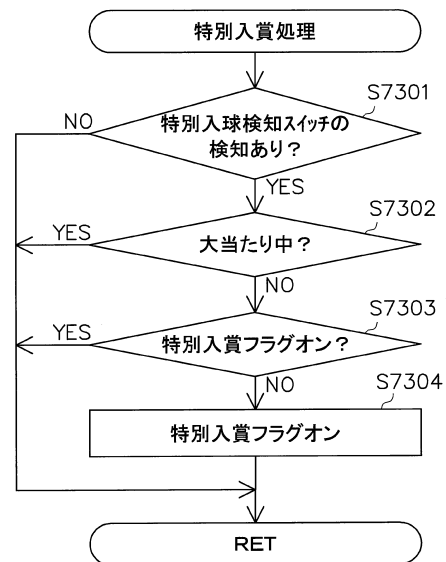 特別入賞処理
S7301
特別入球検知スイッチの
検知あり？
NO
YES
S7302
大当たり中？
YES
NO
S7303
特別入賞フラグオン？
YES
NO
S7304
特別入賞フラグオン
RET